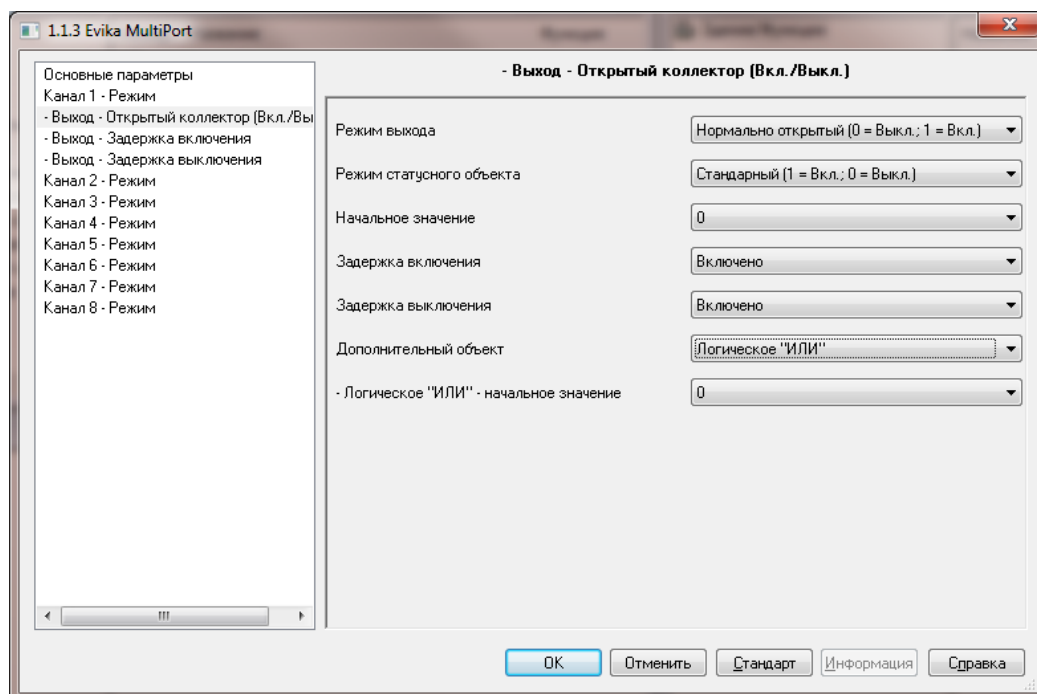 1.1.3 Evika MultiPort
Основные параметры
Канал 1 - Режим
- Выход - Открытый коллектор (Вкл./Вы
- Выход - Задержка включения
- Выход - Задержка выключения
Канал 2 - Режим
Канал 3 - Режим
Канал 4 - Режим
Канал 5 - Режим
Канал 6 - Режим
Канал 7 - Режим
Канал 8 - Режим
- Выход - Открытый коллектор (Вкл./Выкл.)
Режим выхода Нормально открытый (0 = Выкл.; 1 = Вкл.)
Режим статусного объекта Стандарный (1 = Вкл.; 0 = Выкл.)
Начальное значение 0
Задержка включения Включено
Задержка выключения Включено
Дополнительный объект Логическое "ИЛИ"
- Логическое "ИЛИ" - начальное значение 0
OK Отменить Стандарт Информация Справка